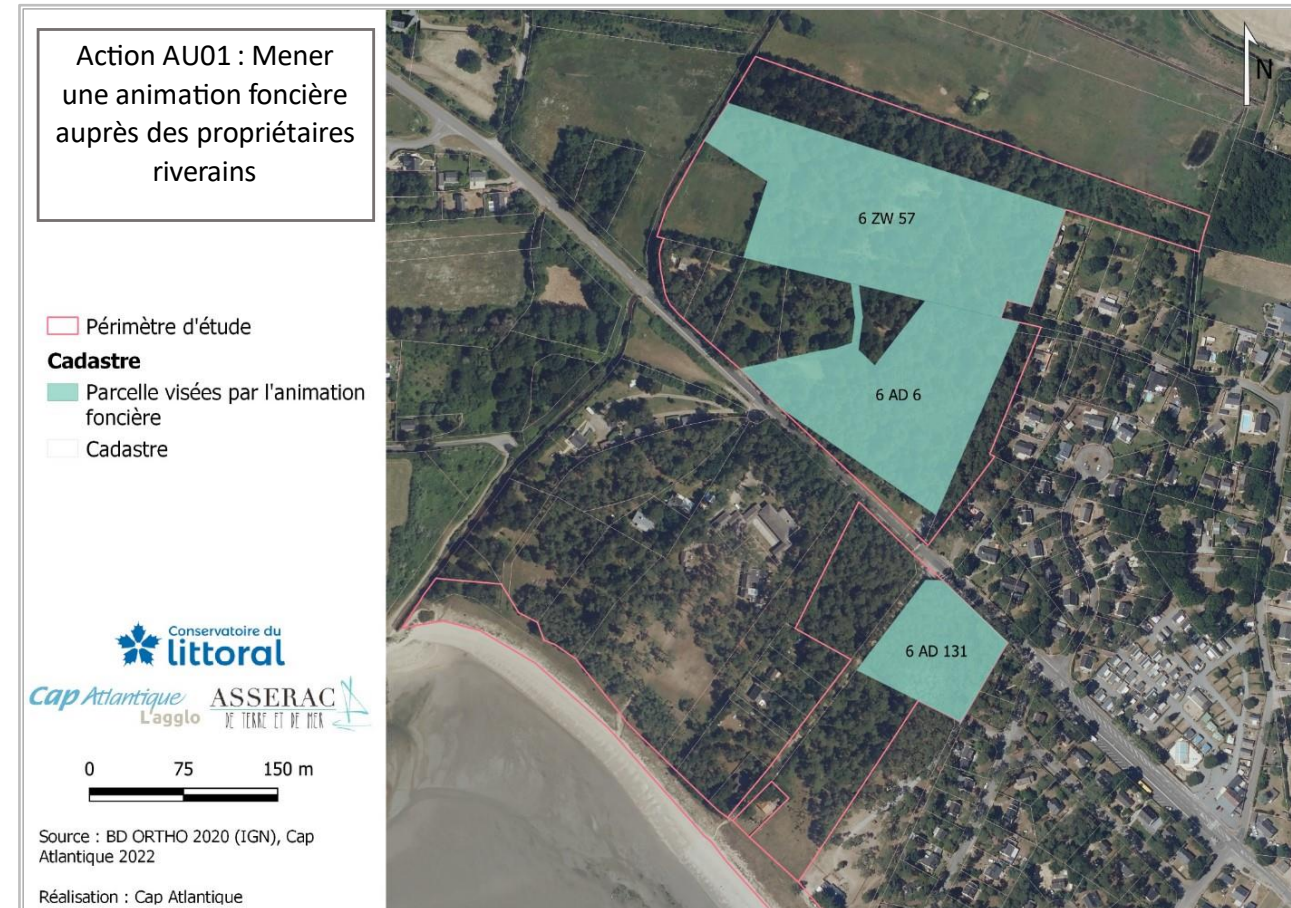 Action AU01 : Mener
une animation foncière
auprès des propriétaires
riverains
Périmètre d'étude
Cadastre
Parcelle visées par l'animation
foncière
Cadastre
Conservatoire du
littoral
Cap Atlantique
L'agglo
ASSERAC
DE TERRE ET DE MER
0 75 150 m
Source : BD ORTHO 2020 (IGN), Cap
Atlantique 2022
Réalisation : Cap Atlantique
N
6 ZW 57
6 AD 6
6 AD 131